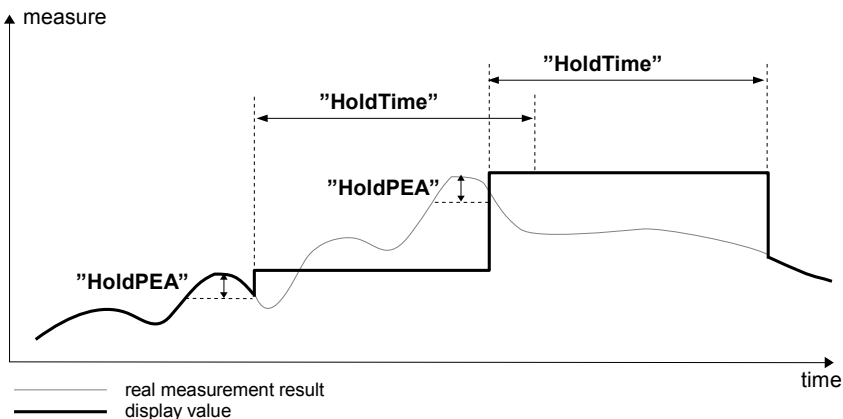 measure
”HoldTime”
”HoldTime”
”HoldPEA”
”HoldPEA”
time
real measurement result
display value